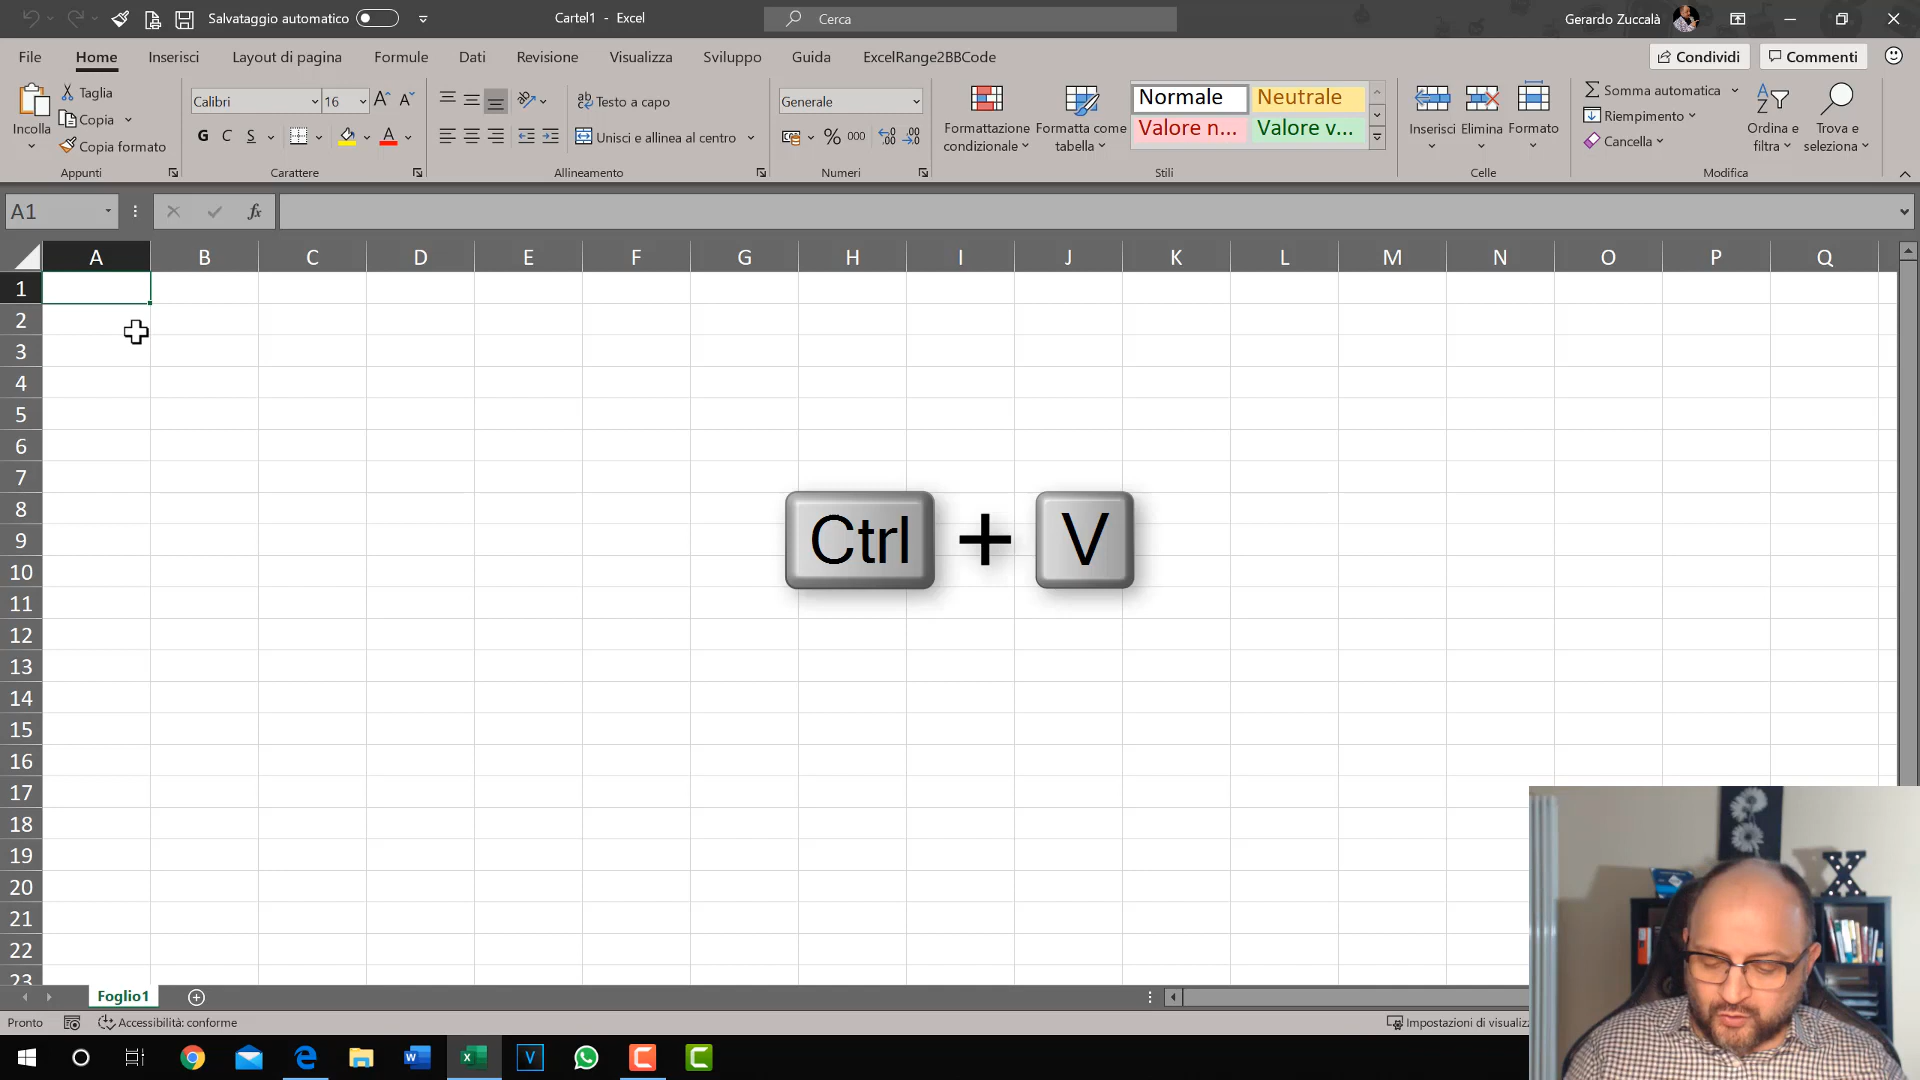 Salvataggio automatico
Cartel1 - Excel
Cerca
Gerardo Zuccalà
File Home Inserisci Layout di pagina Formule Dati Revisione Visualizza Sviluppo Guida ExcelRange2BBCode
Condividi
Commenti
Incolla
Taglia
Copia
Copia formato
Appunti
Calibri
16
G C S
Carattere
Testo a capo
Unisci e allinea al centro
Allineamento
Generale
% 000
Numeri
Formattazione
condizionale
Formatta come
tabella
Normale
Neutrale
Valore n...
Valore v...
Stili
Inserisci
Elimina
Formato
Celle
Somma automatica
Riempimento
Cancella
Ordina e
filtra
Trova e
seleziona
Modifica
A1
fx
A B C D E F G H I J K L M N O P Q
1
2
3
4
5
6
7
8
9
10
11
12
13
14
15
16
17
18
19
20
21
22
23
Ctrl + V
X
Foglio1
Pronto
Accessibilità: conforme
Impostazioni di visualizz